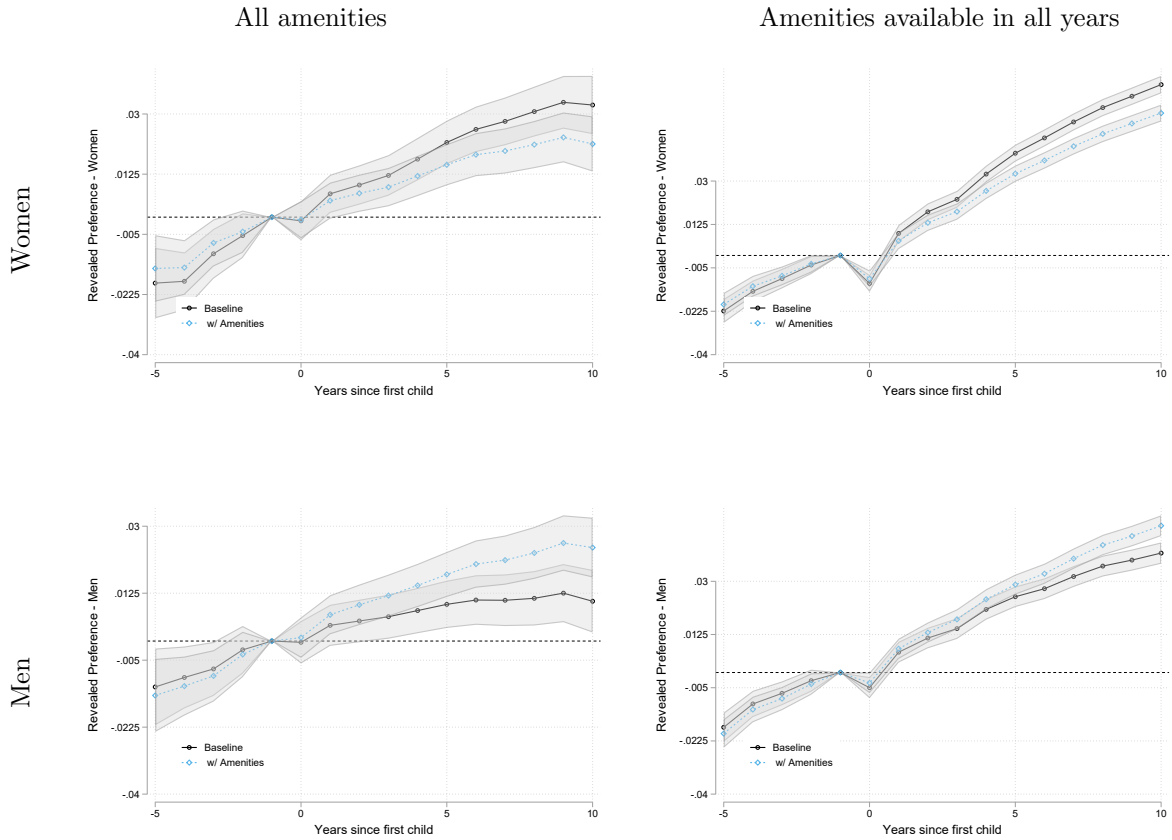 All amenities
Amenities available in all years
Women
Revealed Preference - Women
.03
.0125
-.005
-.0225
-.04
Baseline
w/ Amenities
-5 0 5 10
Years since first child
Revealed Preference - Women
.03
.0125
-.005
-.0225
-.04
Baseline
w/ Amenities
-5 0 5 10
Years since first child
Men
Revealed Preference - Men
.03
.0125
-.005
-.0225
-.04
Baseline
w/ Amenities
-5 0 5 10
Years since first child
Revealed Preference - Men
.03
.0125
-.005
-.0225
-.04
Baseline
w/ Amenities
-5 0 5 10
Years since first child